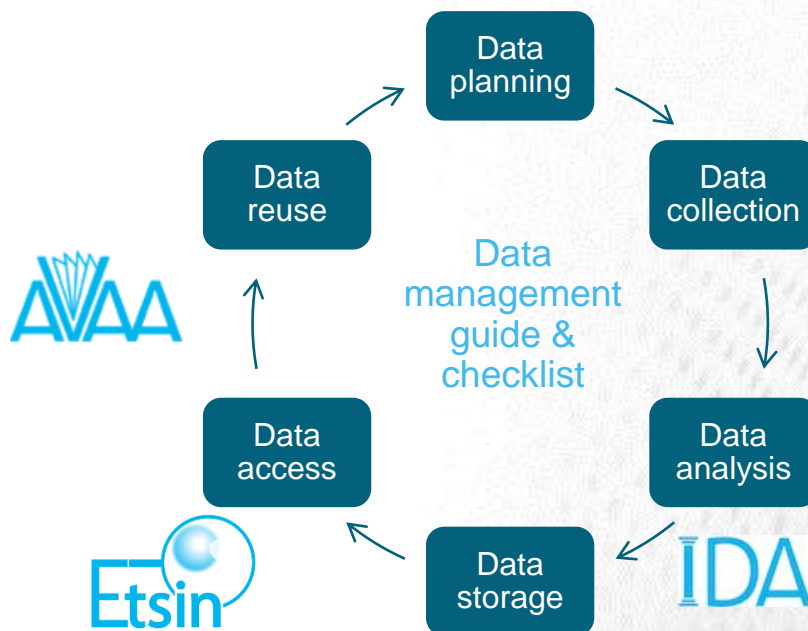 Data
planning
Data
reuse
Data
collection
Data
management
guide &
checklist
AVAA
Data
access
Data
analysis
Etsin
Data
storage
IDA